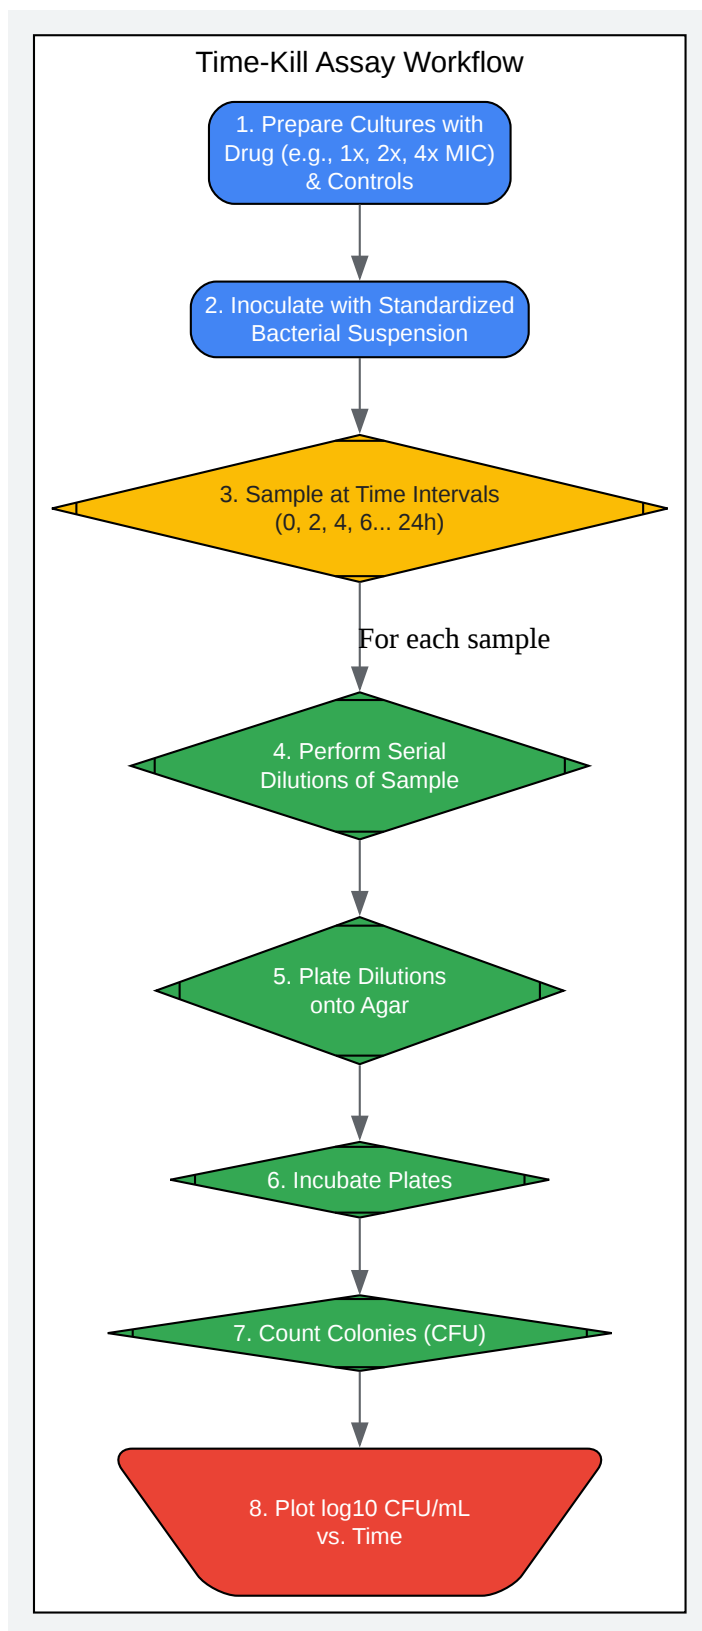 Time-Kill Assay Workflow
1. Prepare Cultures with
Drug (e.g., 1x, 2x, 4x MIC)
& Controls
2. Inoculate with Standardized
Bacterial Suspension
3. Sample at Time Intervals
(0, 2, 4, 6... 24h)
For each sample
4. Perform Serial
Dilutions of Sample
5. Plate Dilutions
onto Agar
6. Incubate Plates
7. Count Colonies (CFU)
8. Plot log10 CFU/mL
vs. Time